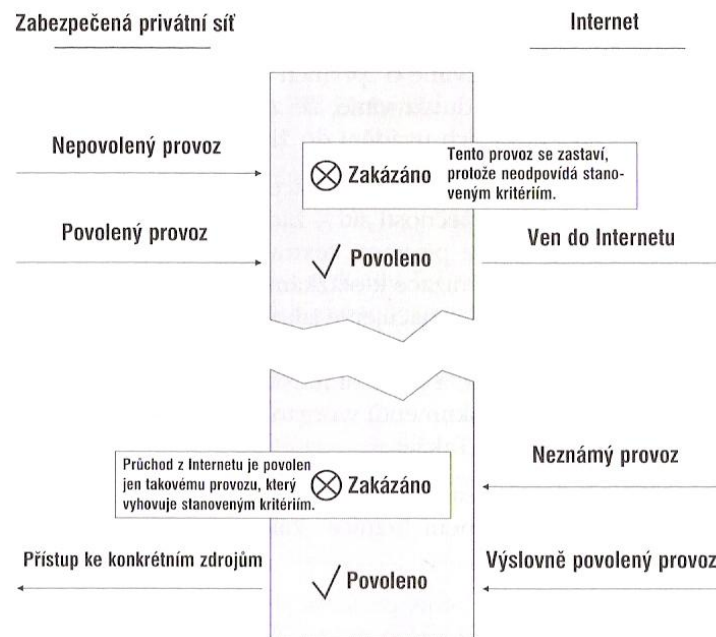 Zabezpečená privátní síť
Internet
Nepovolený provoz
Zakázáno
Tento provoz se zastaví,
protože neodpovídá stano-
veným kritériím.
Povolený provoz
Povoleno
Ven do Internetu
Průchod z Internetu je povolen
jen takovému provozu, který
vyhovuje stanoveným kritériím.
Zakázáno
Neznámý provoz
Přístup ke konkrétním zdrojům
Povoleno
Výslovně povolený provoz